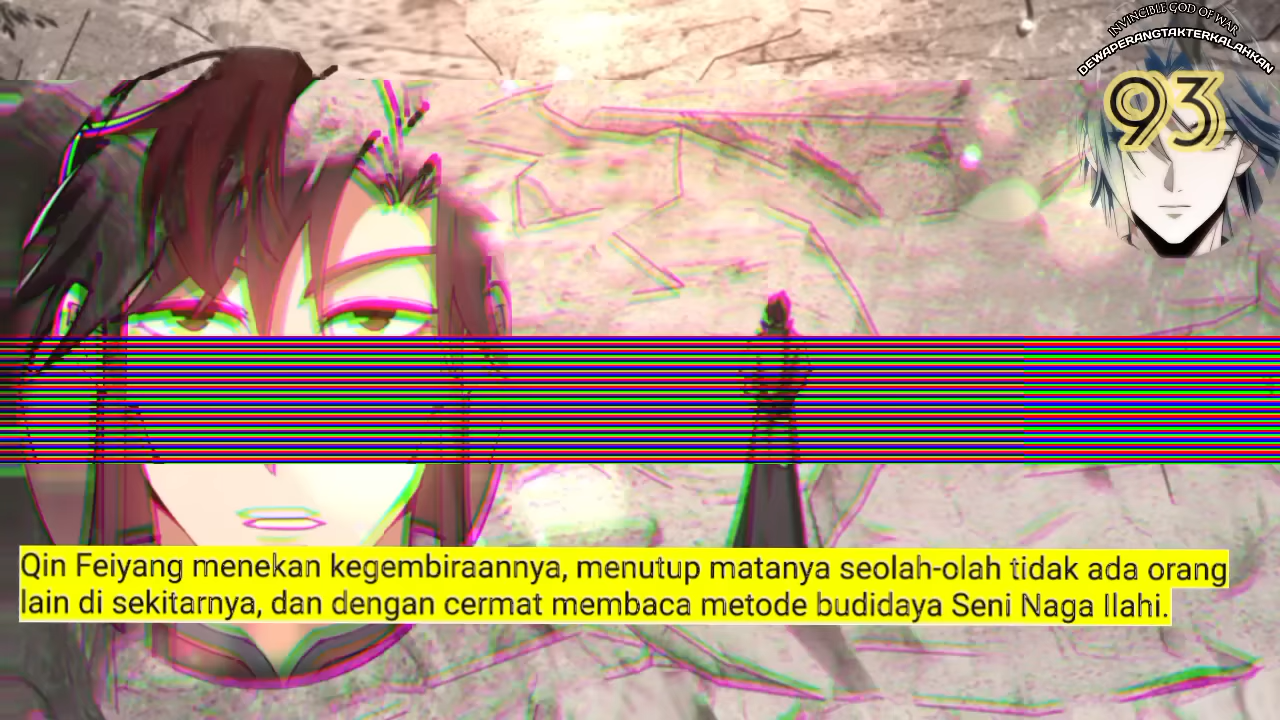 INVINCIBLE GOD OF WAR
DEWAPERANGTAKTERKALAHKAN
93
Qin Feiyang menekan kegembiraannya, menutup matanya seolah-olah tidak ada orang
lain di sekitarnya, dan dengan cermat membaca metode budidaya Seni Naga Ilahi.